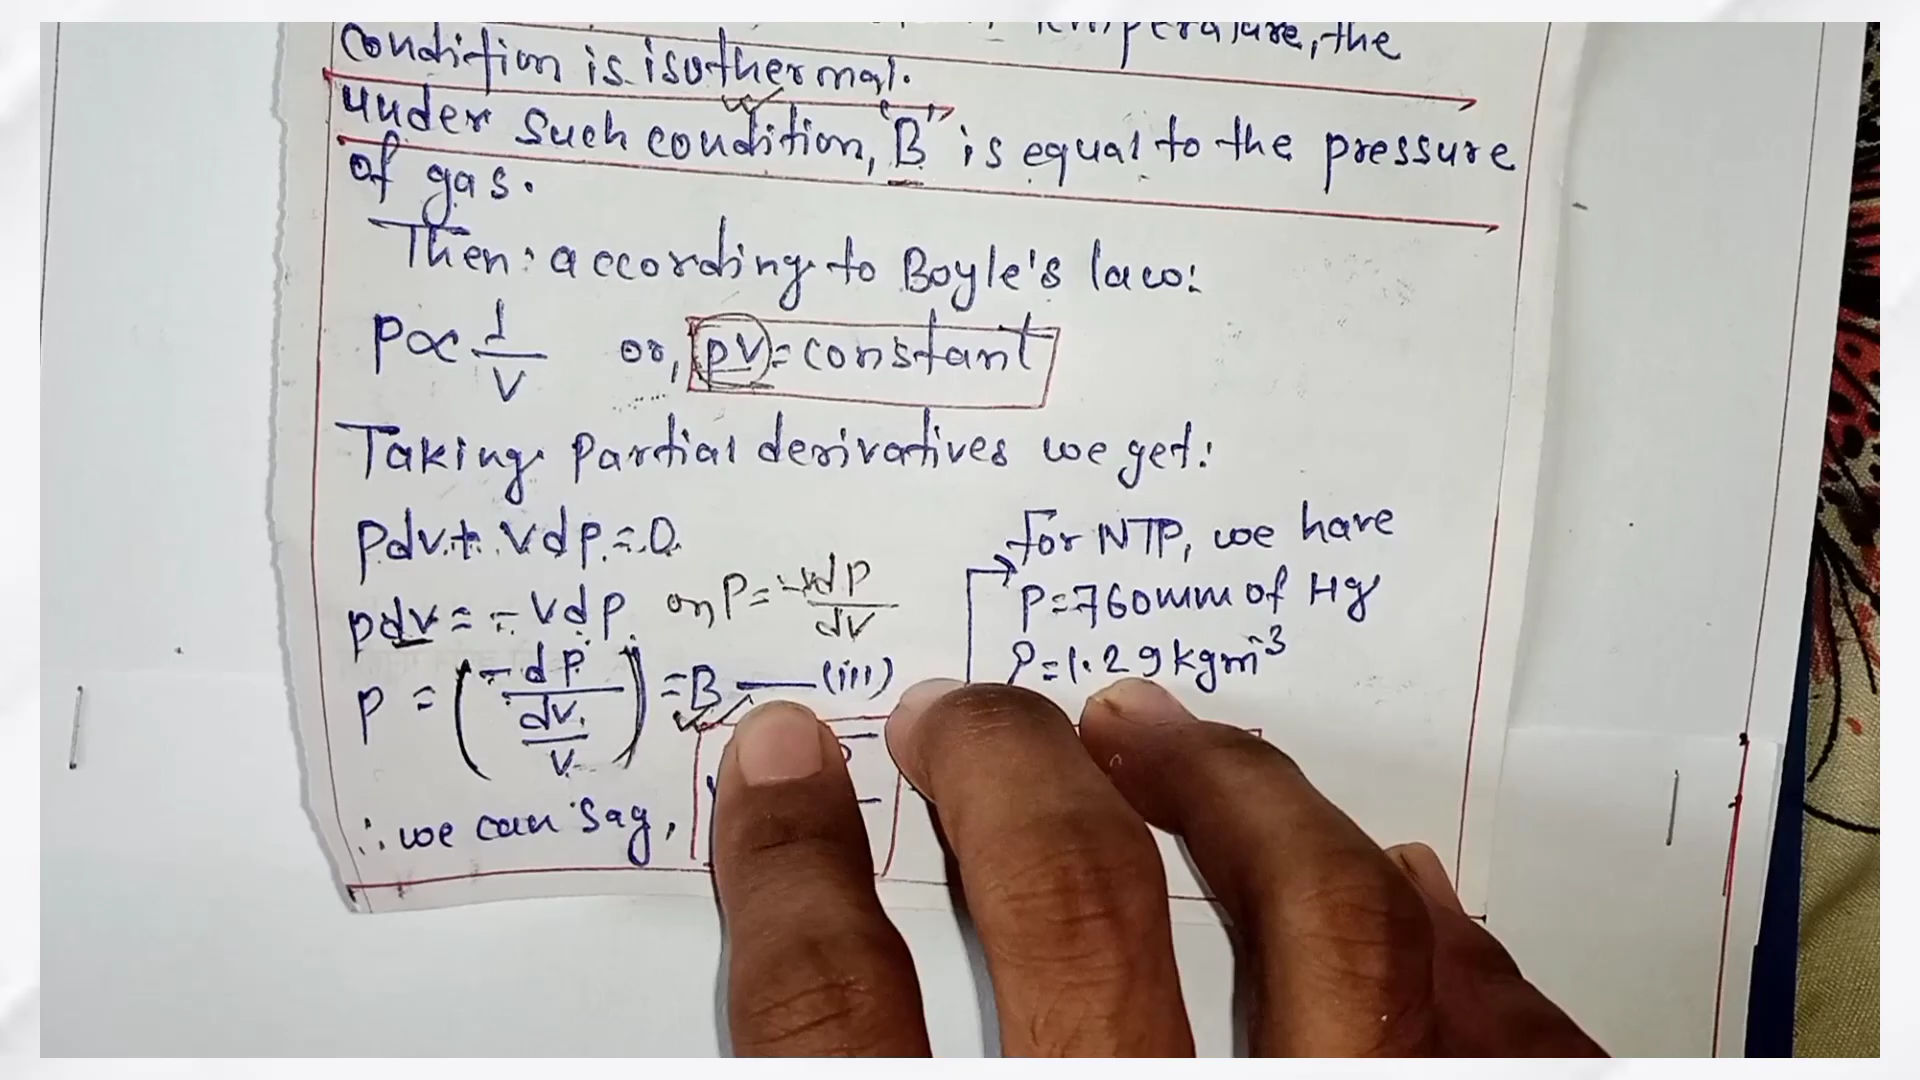 temperature, the
condition is isothermal.
under such condition, "B" is equal to the pressure
of gas.
Then: according to Boyle's law:
P∝ 1/V or, PV = constant
Taking Partial derivatives we get:
Pdv + Vdp = 0
pdv = - Vdp or, P = -vdp/dv
P = (-dp/(dv/V)) = B — (iii)
For NTP, we have
P = 760mm of Hg
ρ = 1.29kgm⁻³
∴ we can say,